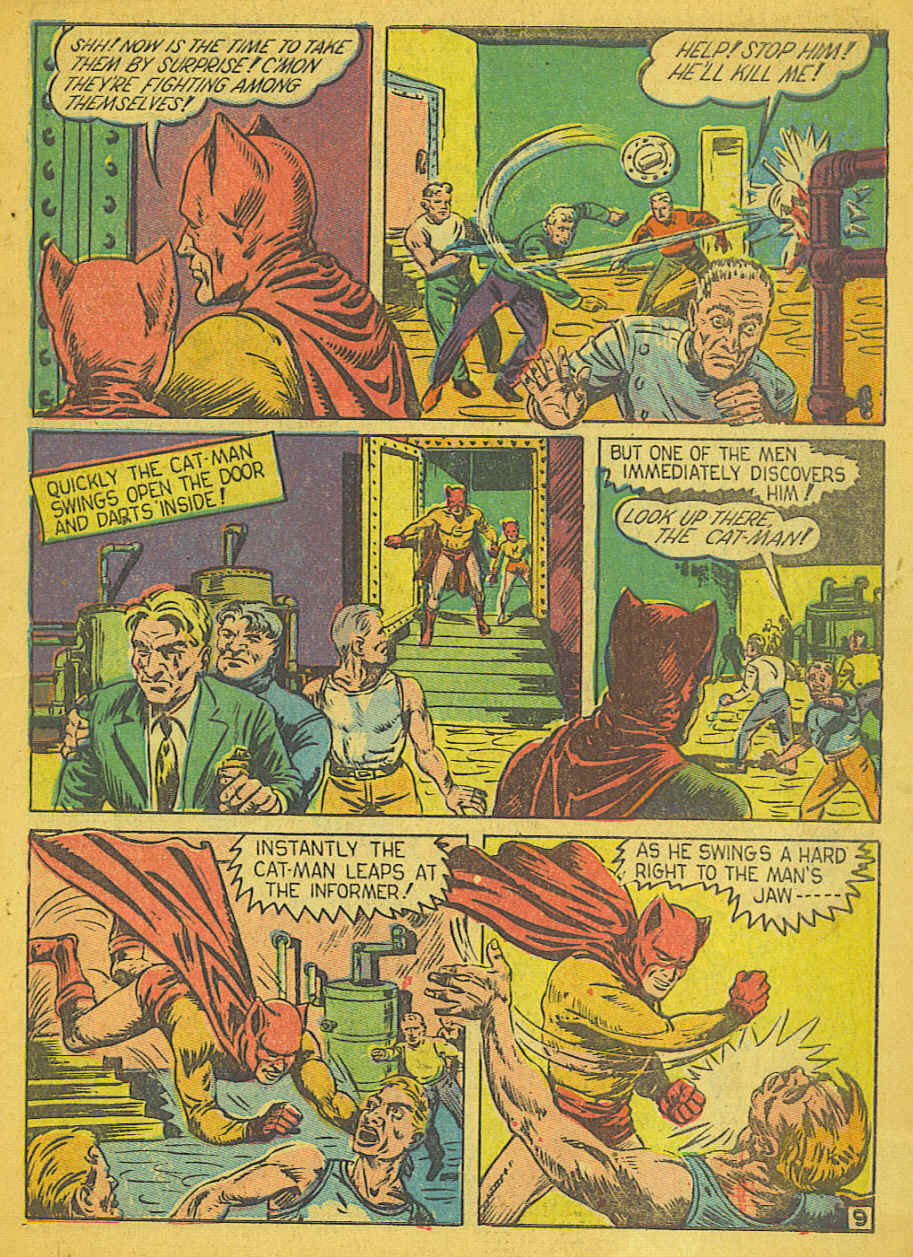 SHH! NOW IS THE TIME TO TAKE
THEM BY SURPRISE! C'MON
THEY'RE FIGHTING AMONG
THEMSELVES!
HELP! STOP HIM!
HE'LL KILL ME!
QUICKLY THE CAT-MAN
SWINGS OPEN THE DOOR
AND DARTS INSIDE!
BUT ONE OF THE MEN
IMMEDIATELY DISCOVERS
HIM!
LOOK UP THERE,
THE CAT-MAN!
INSTANTLY THE
CAT-MAN LEAPS AT
THE INFORMER!
AS HE SWINGS A HARD
RIGHT TO THE MAN'S
JAW-----
9